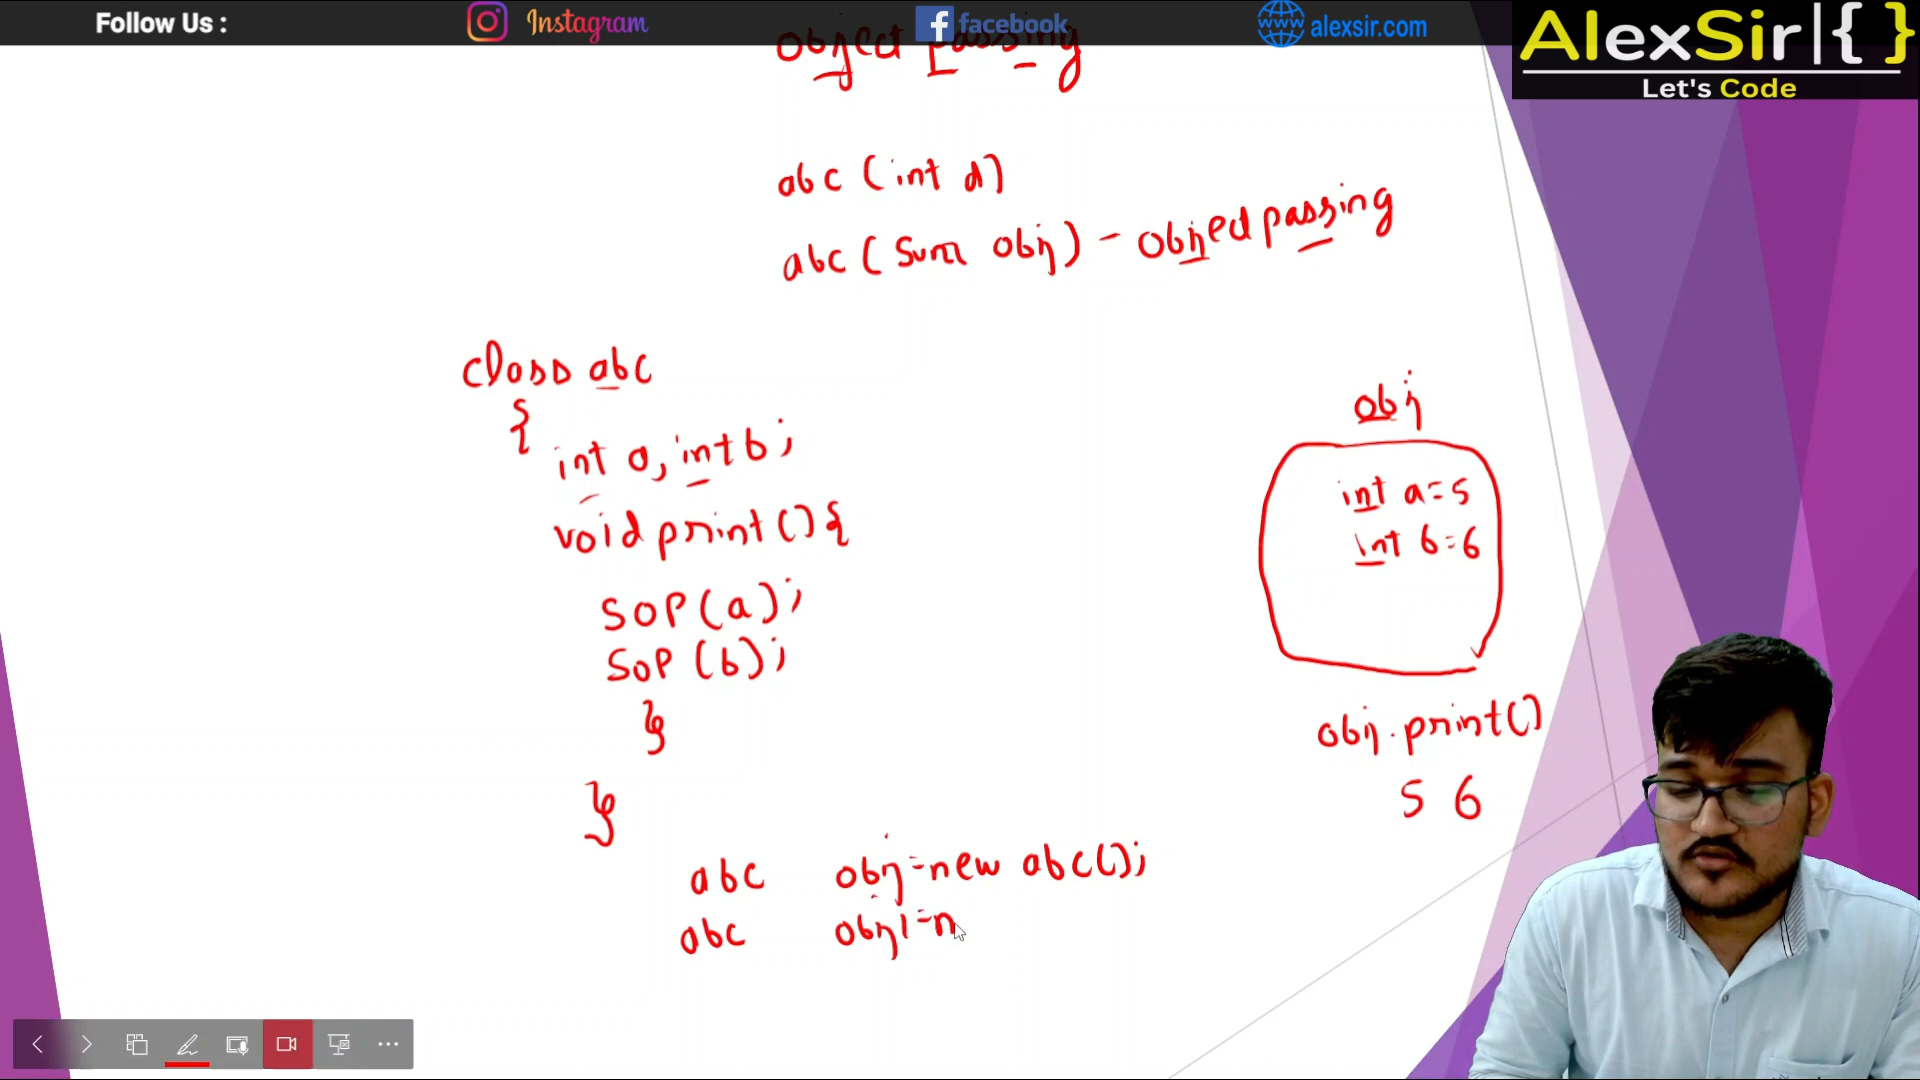 Follow Us :
Instagram
facebook
alexsir.com
AlexSir|{ }
Let's Code
object passing
abc (int d)
abc ( Sum obj) - object passing
class abc
{
int a, int b;
void print () {
SOP (a);
SOP (b);
}
}
obj
int a = 5
int b = 6
obj.print()
5 6
abc obj = new abc();
abc obj1 = n